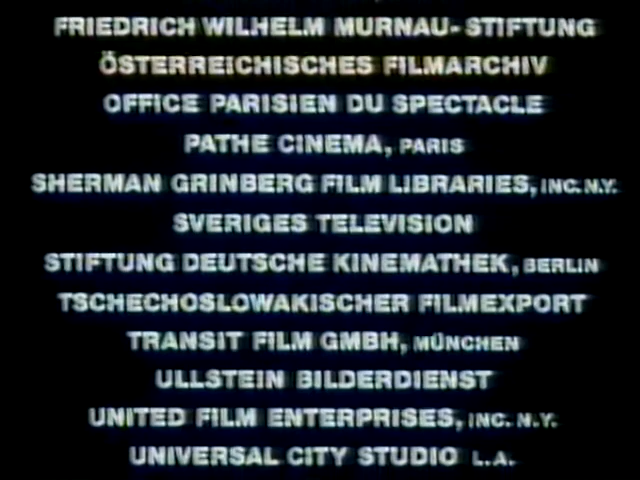 FRIEDRICH WILHELM MURNAU-STIFTUNG
ÖSTERREICHISCHES FILMARCHIV
OFFICE PARISIEN DU SPECTACLE
PATHE CINEMA, PARIS
SHERMAN GRINBERG FILM LIBRARIES, INC. N.Y.
SVERIGES TELEVISION
STIFTUNG DEUTSCHE KINEMATHEK, BERLIN
TSCHECHOSLOWAKISCHER FILMEXPORT
TRANSIT FILM GMBH, MÜNCHEN
ULLSTEIN BILDERDIENST
UNITED FILM ENTERPRISES, INC. N.Y.
UNIVERSAL CITY STUDIO L.A.